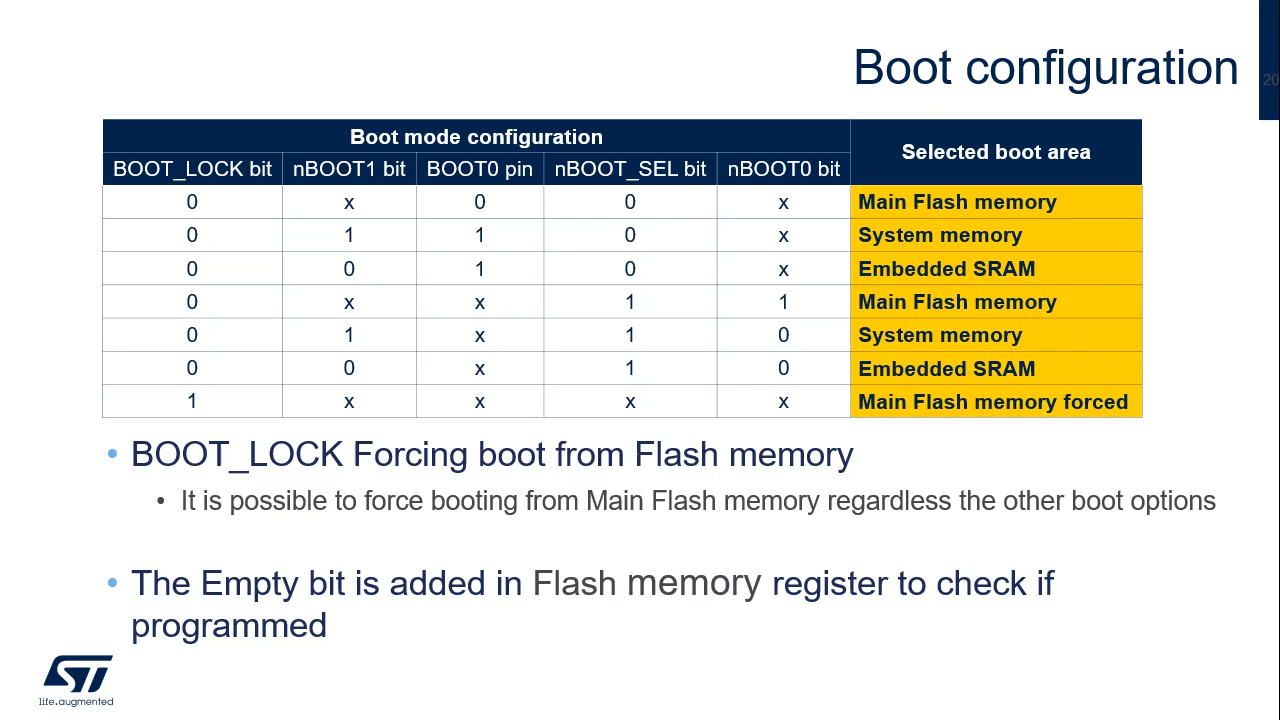 Boot configuration
20
Boot mode configuration
Selected boot area
BOOT_LOCK bit nBOOT1 bit BOOT0 pin nBOOT_SEL bit nBOOT0 bit
0 x 0 0 x Main Flash memory
0 1 1 0 x System memory
0 0 1 0 x Embedded SRAM
0 x x 1 1 Main Flash memory
0 1 x 1 0 System memory
0 0 x 1 0 Embedded SRAM
1 x x x x Main Flash memory forced
• BOOT_LOCK Forcing boot from Flash memory
• It is possible to force booting from Main Flash memory regardless the other boot options
• The Empty bit is added in Flash memory register to check if
programmed
ST
life.augmented